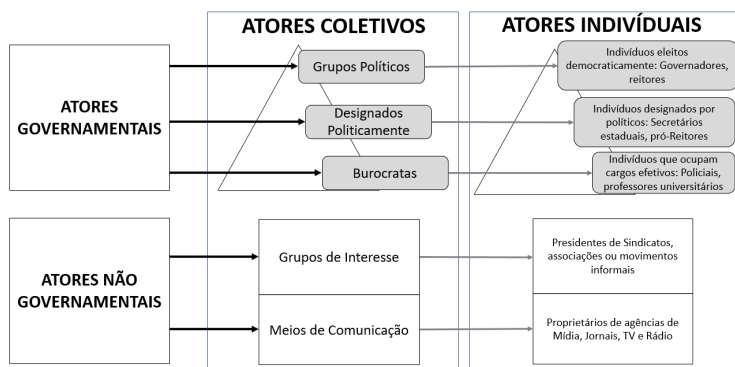 ATORES COLETIVOS
ATORES INDIVÍDUAIS
ATORES
GOVERNAMENTAIS
Grupos Políticos
Indivíduos eleitos
democraticamente: Governadores,
reitores
Designados
Politicamente
Indivíduos designados por
políticos: Secretários
estaduais, pró-Reitores
Burocratas
Indivíduos que ocupam
cargos efetivos: Policiais,
professores universitários
ATORES NÃO
GOVERNAMENTAIS
Grupos de Interesse
Presidentes de Sindicatos,
associações ou movimentos
informais
Meios de Comunicação
Proprietários de agências de
Mídia, Jornais, TV e Rádio